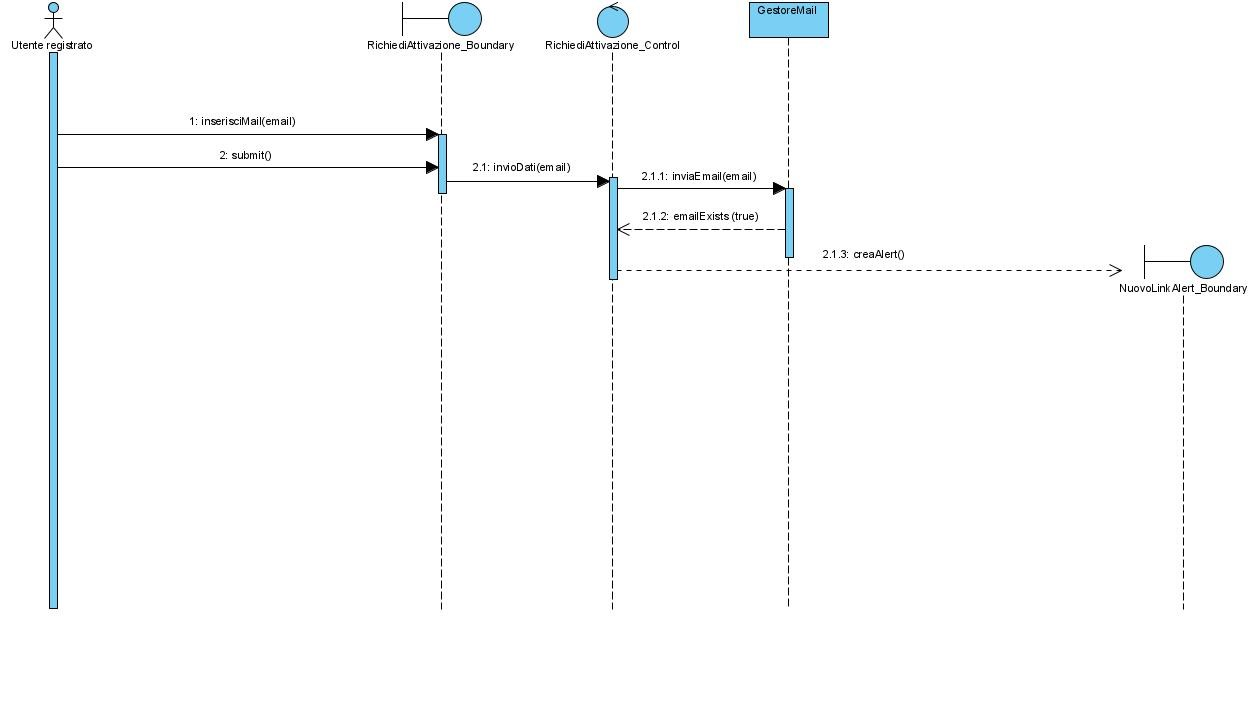 GestoreMail
Utente registrato
RichiediAttivazione_Boundary
RichiediAttivazione_Control
1: inserisciMail(email)
2: submit()
2.1: invioDati(email)
2.1.1: inviaEmail(email)
2.1.2: emailExists(true)
2.1.3: creaAlert()
NuovoLinkAlert_Boundary